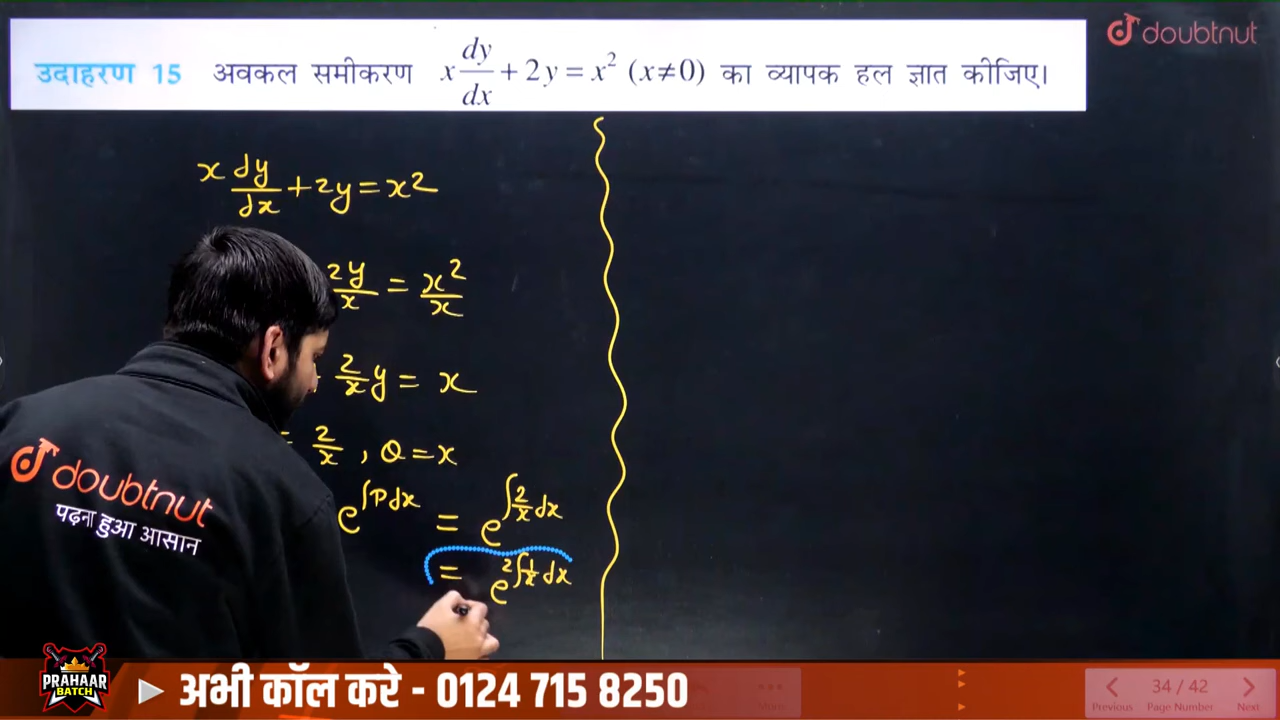 doubtnut
उदाहरण 15 अवकल समीकरण x dy/dx + 2y = x² (x≠0) का व्यापक हल ज्ञात कीजिए।
x dy/dx + 2y = x²
2y/x = x²/x
2/x y = x
= 2/x , Q = x
e^∫P dx = e^∫2/x dx
= e^2∫1/x dx
doubtnut
पढ़ना हुआ आसान
PRAHAAR
BATCH
अभी कॉल करे - 0124 715 8250
34 / 42
Previous Page Number Next